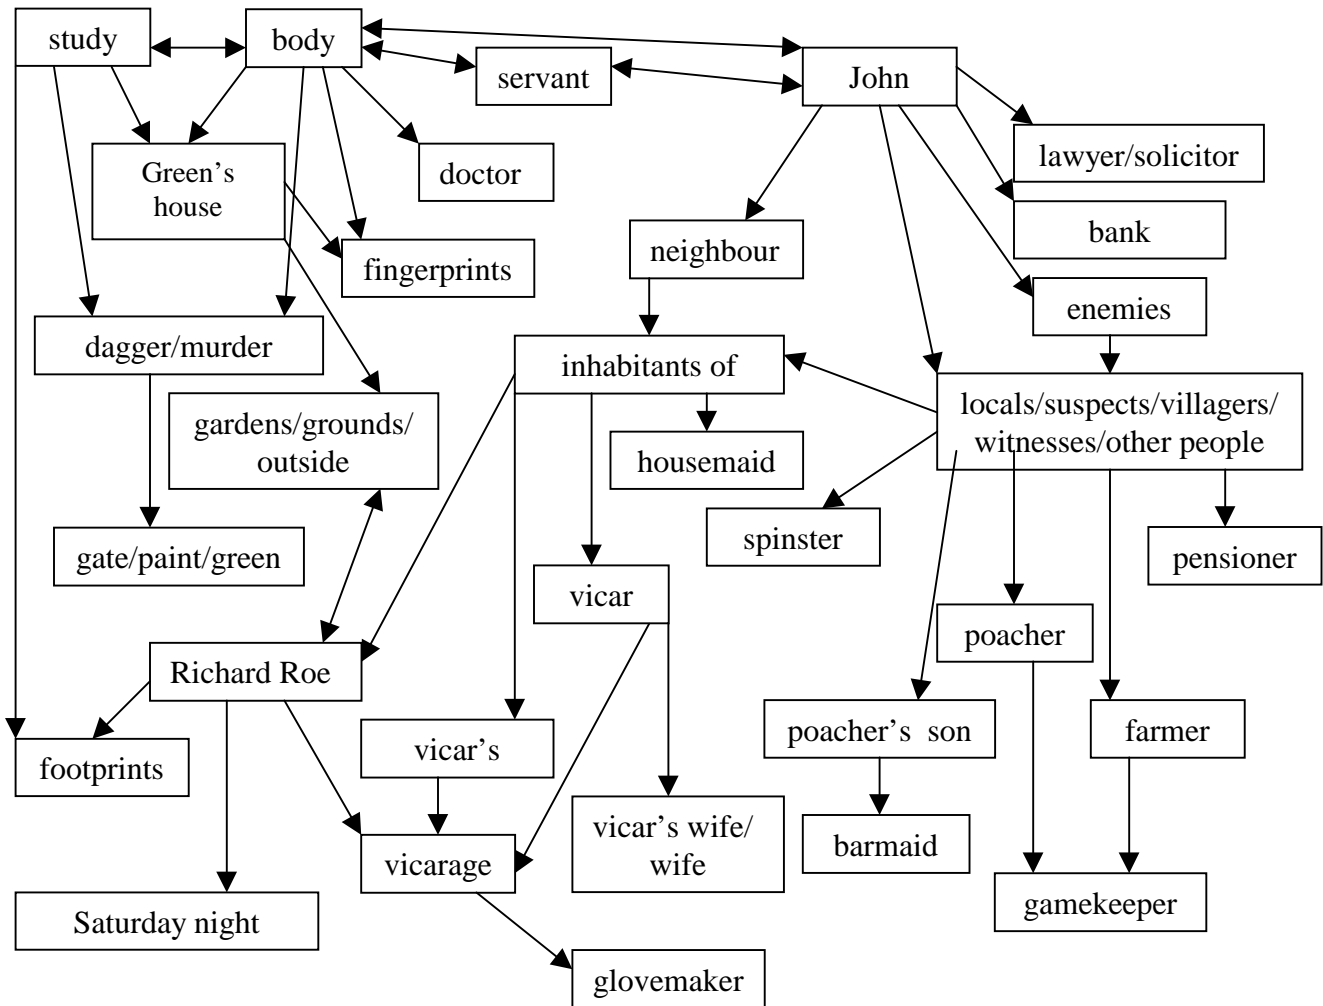 study
body
servant
John
lawyer/solicitor
Green’s
house
doctor
bank
neighbour
fingerprints
enemies
dagger/murder
inhabitants of
locals/suspects/villagers/
witnesses/other people
gardens/grounds/
outside
housemaid
spinster
gate/paint/green
pensioner
vicar
poacher
Richard Roe
poacher’s son
farmer
footprints
vicar’s
vicar’s wife/
wife
barmaid
vicarage
gamekeeper
Saturday night
glovemaker